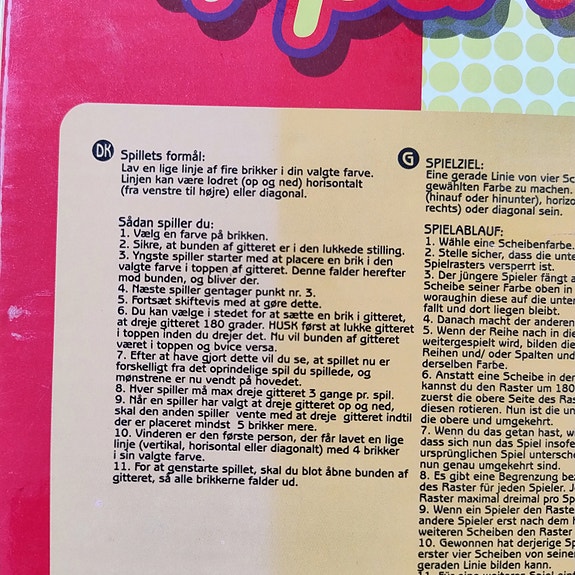 DK
Spillets formål:
Lav en lige linje af fire brikker i din valgte farve.
Linjen kan være lodret (op og ned) horisontalt
(fra venstre til højre) eller diagonal.
Sådan spiller du:
1. Vælg en farve på brikken.
2. Sikre, at bunden af gitteret er i den lukkede stilling.
3. Yngste spiller starter med at placere en brik i den
valgte farve i toppen af gitteret. Denne falder herefter
mod bunden, og bliver der.
4. Næste spiller gentager punkt nr. 3.
5. Fortsæt skiftevis med at gøre dette.
6. Du kan vælge i stedet for at sætte en brik i gitteret,
at dreje gitteret 180 grader. HUSK først at lukke gitteret
i toppen inden du drejer det. Nu vil bunden af gitteret
været i toppen og bvice versa.
7. Efter at have gjort dette vil du se, at spillet nu er
forskelligt fra det oprindelige spil du spillede, og
mønstrene er nu vendt på hovedet.
8. Hver spiller må max dreje gitteret 3 gange pr. spil.
9. Når en spiller har valgt at dreje gitteret op og ned,
skal den anden spiller vente med at dreje gitteret indtil
der er placeret mindst 5 brikker mere.
10. Vinderen er den første person, der får lavet en lige
linje (vertikal, horisontal eller diagonalt) med 4 brikker
i sin valgte farve.
11. For at genstarte spillet, skal du blot åbne bunden af
gitteret, så alle brikkerne falder ud.
G
SPIELZIEL:
Eine gerade Linie von vier
gewählten Farbe zu machen.
(hinauf oder hinunter),
rechts) oder diagonal sein.
SPIELABLAUF:
1. Wähle eine Scheibenfarbe.
2. Stelle sicher, dass die
Spielrasters versperrt ist.
3. Der jüngere Spieler fängt
Scheibe seiner Farbe oben in
woraughin diese auf die
fällt und dort liegen bleibt.
4. Danach macht der anderen
5. Wenn der Reihe nach in
weitergespielt wird, bilden
Reihen und/ oder Spalten und
derselben Farbe.
6. Anstatt eine Scheibe in
kannst du den Raster um
zuerst die obere Seite des
diesen rotieren. Nun ist die
die obere und umgekehrt.
7. Wenn du das getan hast,
dass sich nun das Spiel
ursprünglichen Spiel
nun genau umgekehrt sind.
8. Es gibt eine Begrenzung
des Raster für jeden Spieler.
Raster maximal dreimal pro
9. Wenn ein Spieler den
andere Spieler erst nach dem
weiteren Scheiben den Raster
10. Gewonnen hat derjenige
erster vier Scheiben von
geraden Linie bilden kann.